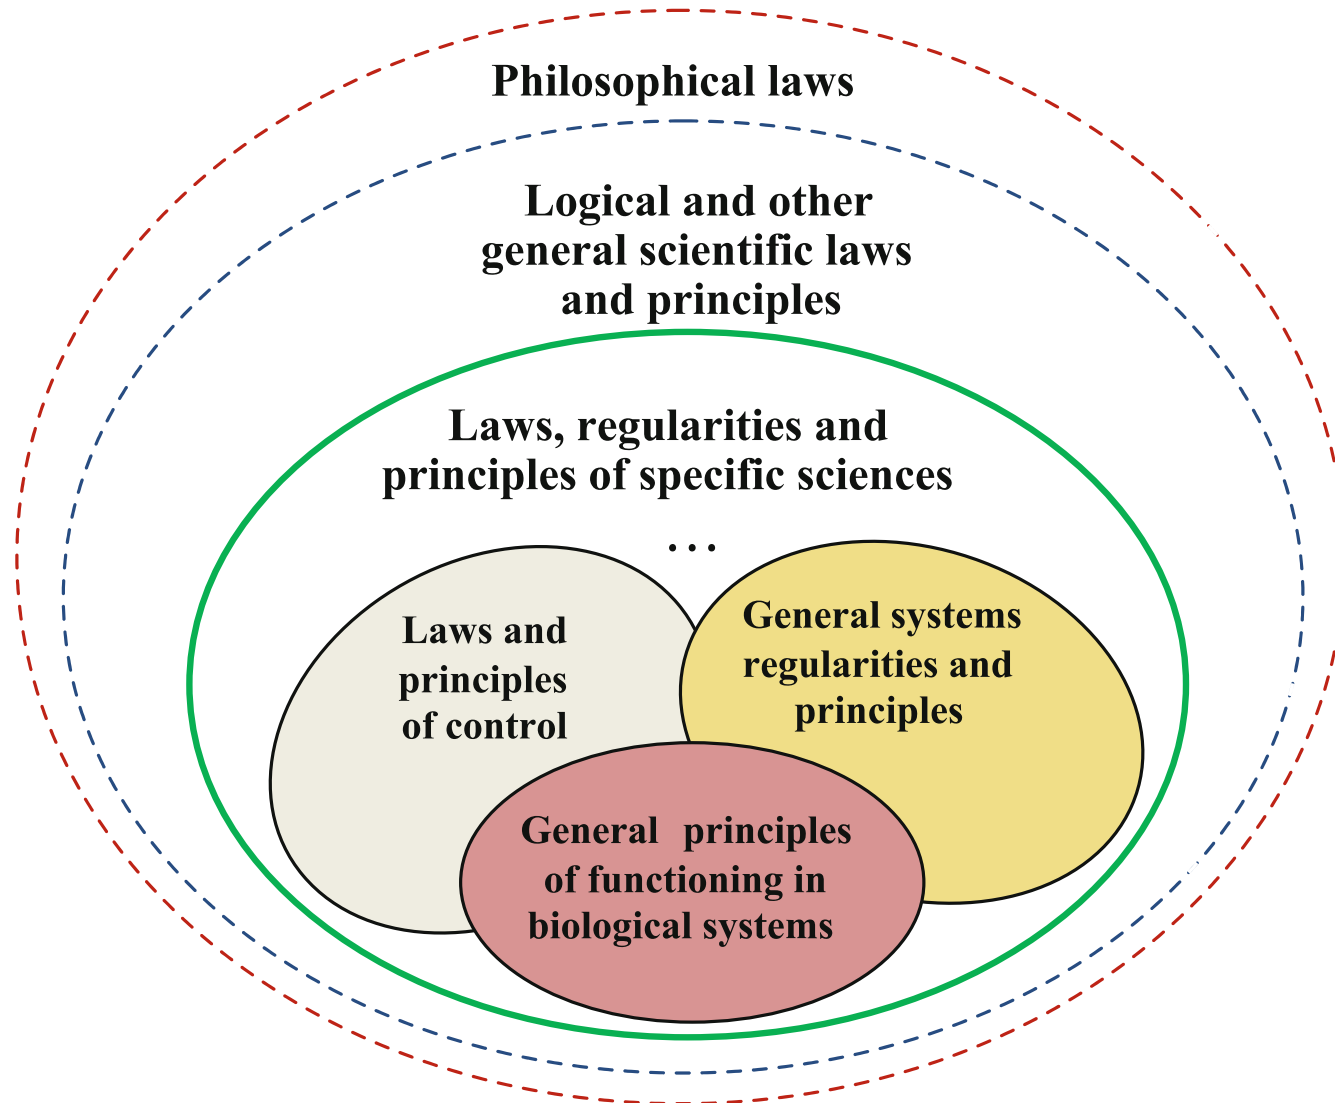 Philosophical laws
Logical and other
general scientific laws
and principles
Laws, regularities and
principles of specific sciences
...
Laws and
principles
of control
General systems
regularities and
principles
General principles
of functioning in
biological systems